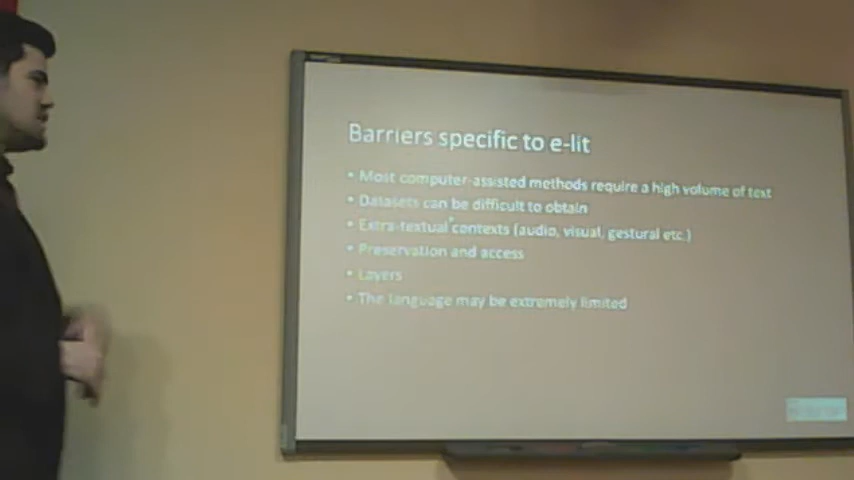 Barriers specific to e-lit
• Most computer-assisted methods require a high volume of text
• Datasets can be difficult to obtain
• Extra-textual contexts (audio, visual, gestural etc.)
• Preservation and access
• Layers
• The language may be extremely limited